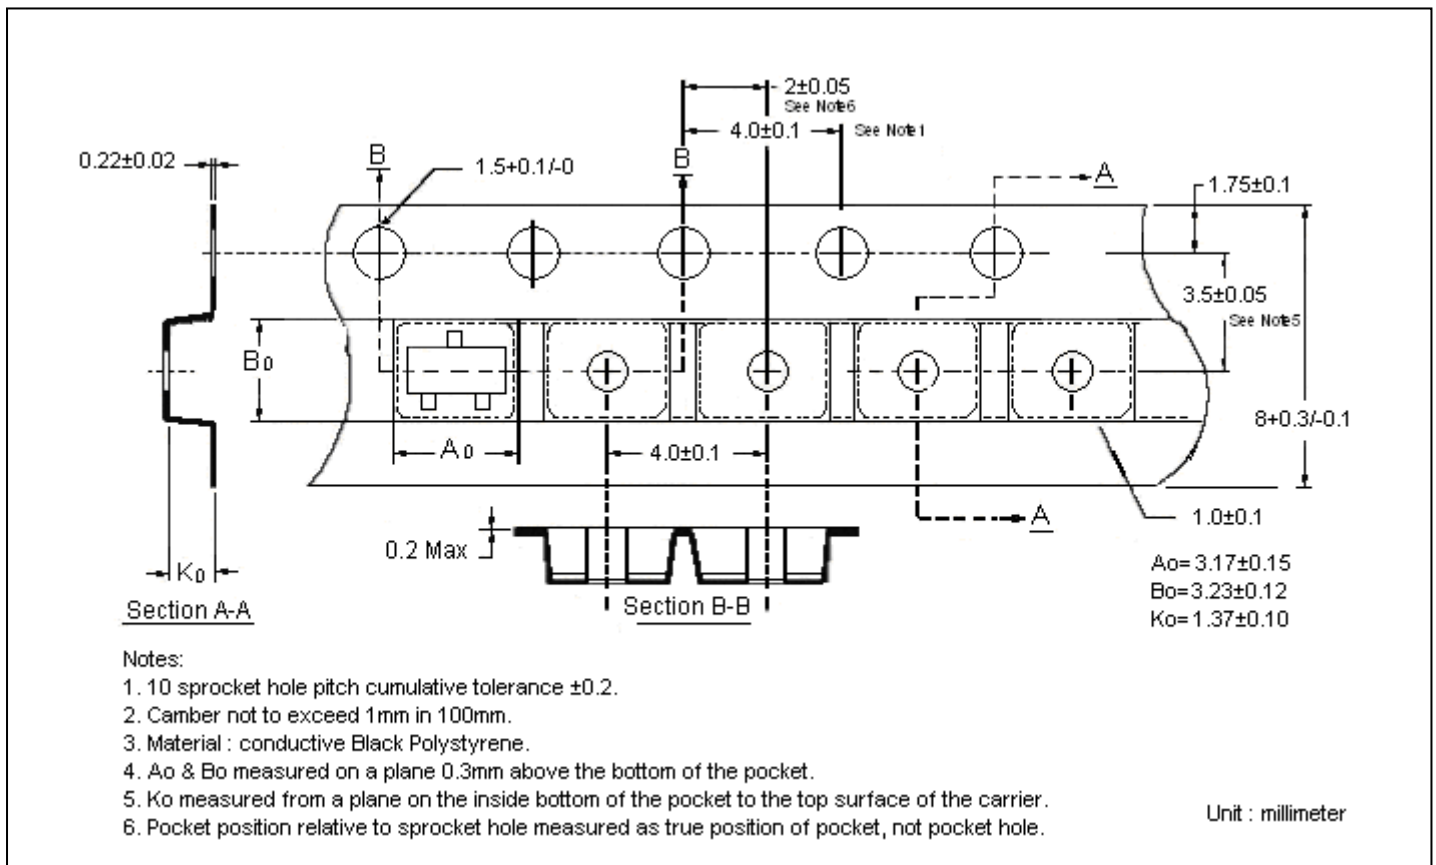 2±0.05
See Note6
4.0±0.1
See Note1
0.22±0.02
B
1.5+0.1/-0
B
A
1.75±0.1
3.5±0.05
See Note5
B0
8+0.3/-0.1
A0
4.0±0.1
A
1.0±0.1
0.2 Max
K0
Section A-A
Section B-B
Ao=3.17±0.15
Bo=3.23±0.12
Ko=1.37±0.10
Notes:
1. 10 sprocket hole pitch cumulative tolerance ±0.2.
2. Camber not to exceed 1mm in 100mm.
3. Material : conductive Black Polystyrene.
4. Ao & Bo measured on a plane 0.3mm above the bottom of the pocket.
5. Ko measured from a plane on the inside bottom of the pocket to the top surface of the carrier.
6. Pocket position relative to sprocket hole measured as true position of pocket, not pocket hole.
Unit : millimeter